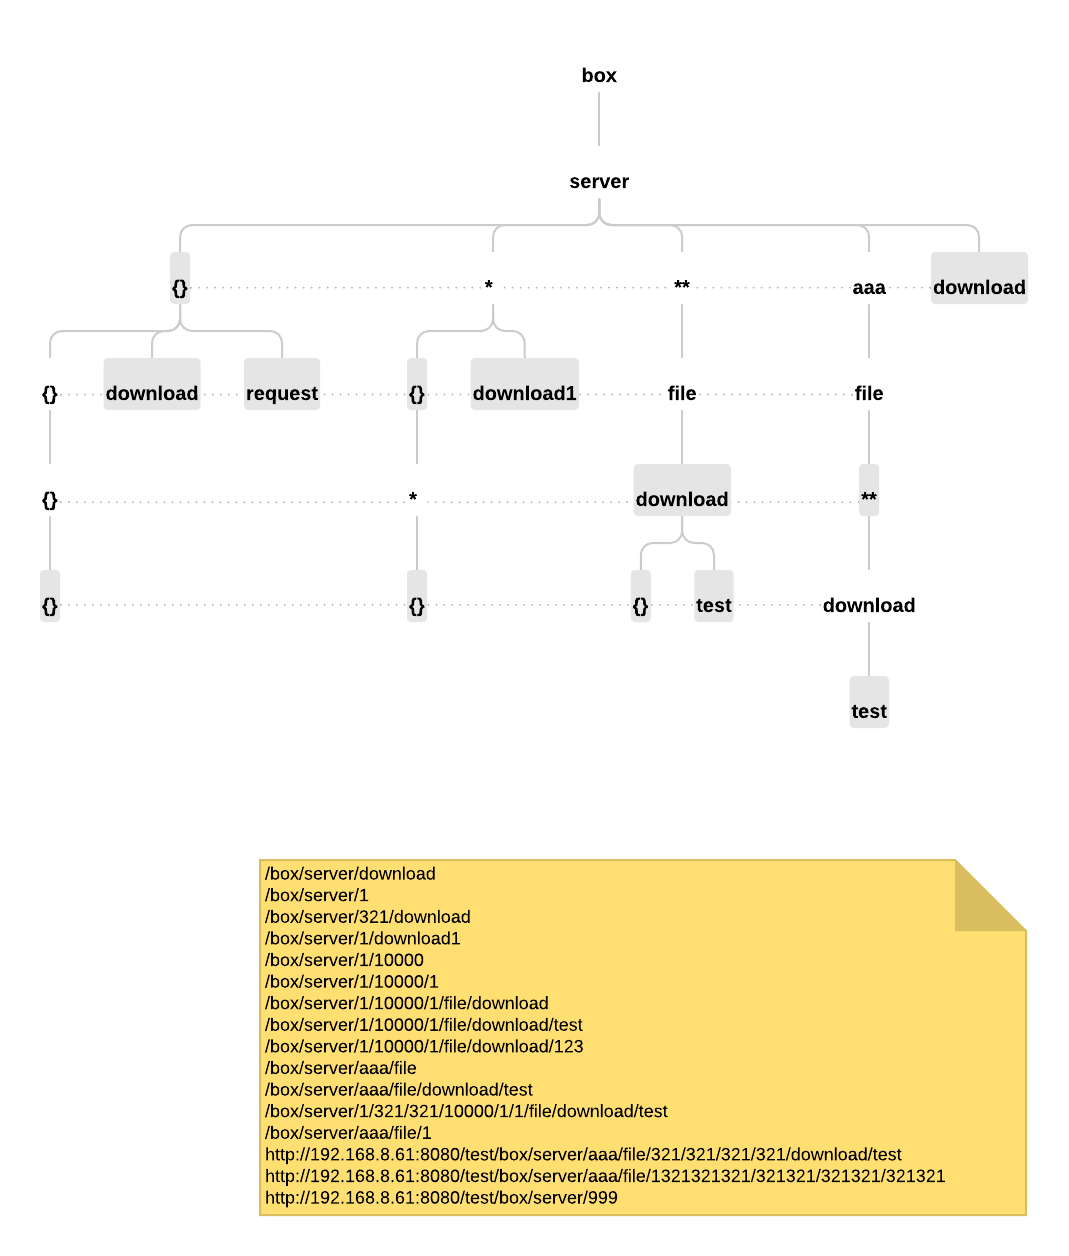 box
server
{} * ** aaa download
{} download request {} download1 file file
{} * download **
{} {} {} test download
test
/box/server/download
/box/server/1
/box/server/321/download
/box/server/1/download1
/box/server/1/10000
/box/server/1/10000/1
/box/server/1/10000/1/file/download
/box/server/1/10000/1/file/download/test
/box/server/1/10000/1/file/download/123
/box/server/aaa/file
/box/server/aaa/file/download/test
/box/server/1/321/321/10000/1/1/file/download/test
/box/server/aaa/file/1
http://192.168.8.61:8080/test/box/server/aaa/file/321/321/321/321/download/test
http://192.168.8.61:8080/test/box/server/aaa/file/1321321321/321321/321321/321321
http://192.168.8.61:8080/test/box/server/999